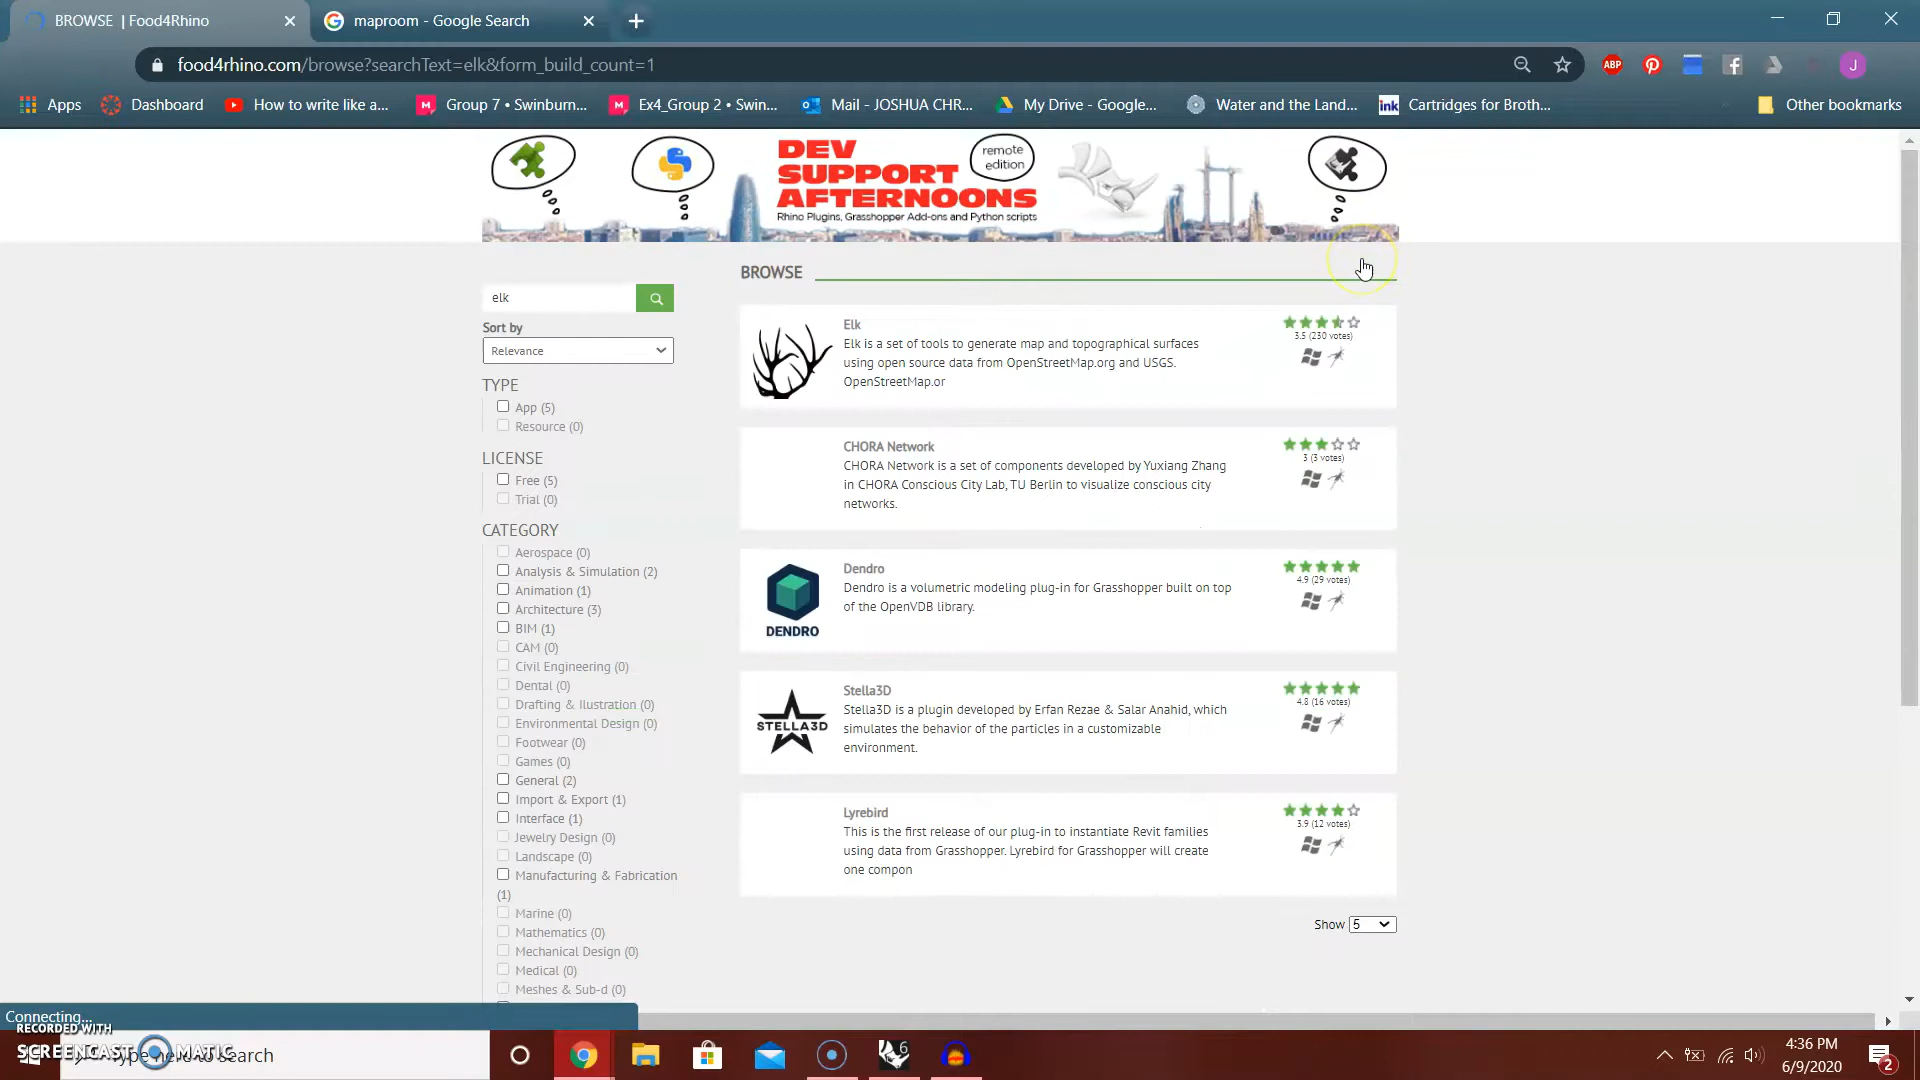 BROWSE | Food4Rhino
maproom - Google Search
food4rhino.com/browse?searchText=elk&form_build_count=1
ABP
J
Apps
Dashboard
How to write like a...
Group 7 • Swinburn...
Ex4_Group 2 • Swin...
Mail - JOSHUA CHR...
My Drive - Google...
Water and the Land...
ink
Cartridges for Broth...
Other bookmarks
DEV
SUPPORT
AFTERNOONS
remote
edition
Rhino Plugins, Grasshopper Add-ons and Python scripts
BROWSE
elk
Sort by
Relevance
TYPE
App (5)
Resource (0)
LICENSE
Free (5)
Trial (0)
CATEGORY
Aerospace (0)
Analysis & Simulation (2)
Animation (1)
Architecture (3)
BIM (1)
CAM (0)
Civil Engineering (0)
Dental (0)
Drafting & Ilustration (0)
Environmental Design (0)
Footwear (0)
Games (0)
General (2)
Import & Export (1)
Interface (1)
Jewelry Design (0)
Landscape (0)
Manufacturing & Fabrication
(1)
Marine (0)
Mathematics (0)
Mechanical Design (0)
Medical (0)
Meshes & Sub-d (0)
Elk
Elk is a set of tools to generate map and topographical surfaces
using open source data from OpenStreetMap.org and USGS.
OpenStreetMap.or
3.5 (230 votes)
CHORA Network
CHORA Network is a set of components developed by Yuxiang Zhang
in CHORA Conscious City Lab, TU Berlin to visualize conscious city
networks.
3 (3 votes)
DENDRO
Dendro
Dendro is a volumetric modeling plug-in for Grasshopper built on top
of the OpenVDB library.
4.9 (29 votes)
STELLA3D
Stella3D
Stella3D is a plugin developed by Erfan Rezae & Salar Anahid, which
simulates the behavior of the particles in a customizable
environment.
4.8 (16 votes)
Lyrebird
This is the first release of our plug-in to instantiate Revit families
using data from Grasshopper. Lyrebird for Grasshopper will create
one compon
3.9 (12 votes)
Show 5
Connecting...
RECORDED WITH
SCREENCAST MATIC
Type here to search
6
4:36 PM
6/9/2020
2